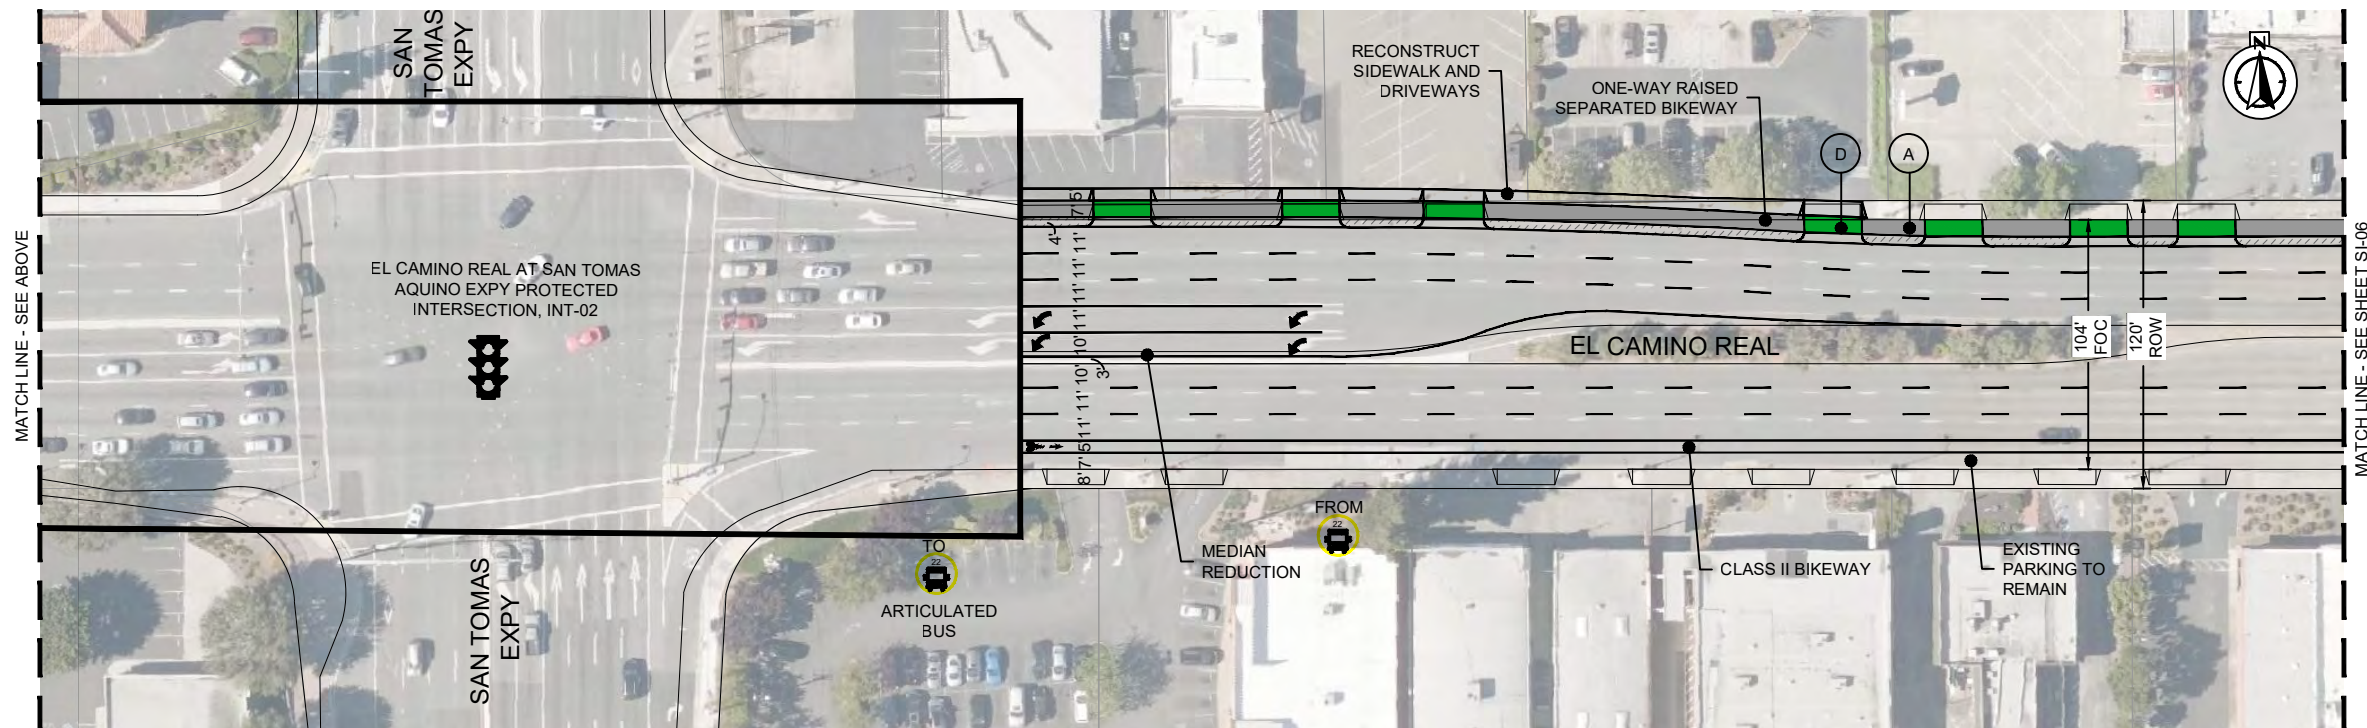 SAN
TOMAS
EXPY
RECONSTRUCT
SIDEWALK AND
DRIVEWAYS
ONE-WAY RAISED
SEPARATED BIKEWAY
D
A
N
MATCH LINE - SEE ABOVE
EL CAMINO REAL AT SAN TOMAS
AQUINO EXPY PROTECTED
INTERSECTION, INT-02
8' 7' 5' 11' 11' 10' 10' 11' 11' 11' 11' 7' 5'
4'
3'
EL CAMINO REAL
104'
FOC
120'
ROW
MATCH LINE - SEE SHEET SI-06
SAN TOMAS
EXPY
TO
22
ARTICULATED
BUS
FROM
22
MEDIAN
REDUCTION
CLASS II BIKEWAY
EXISTING
PARKING TO
REMAIN